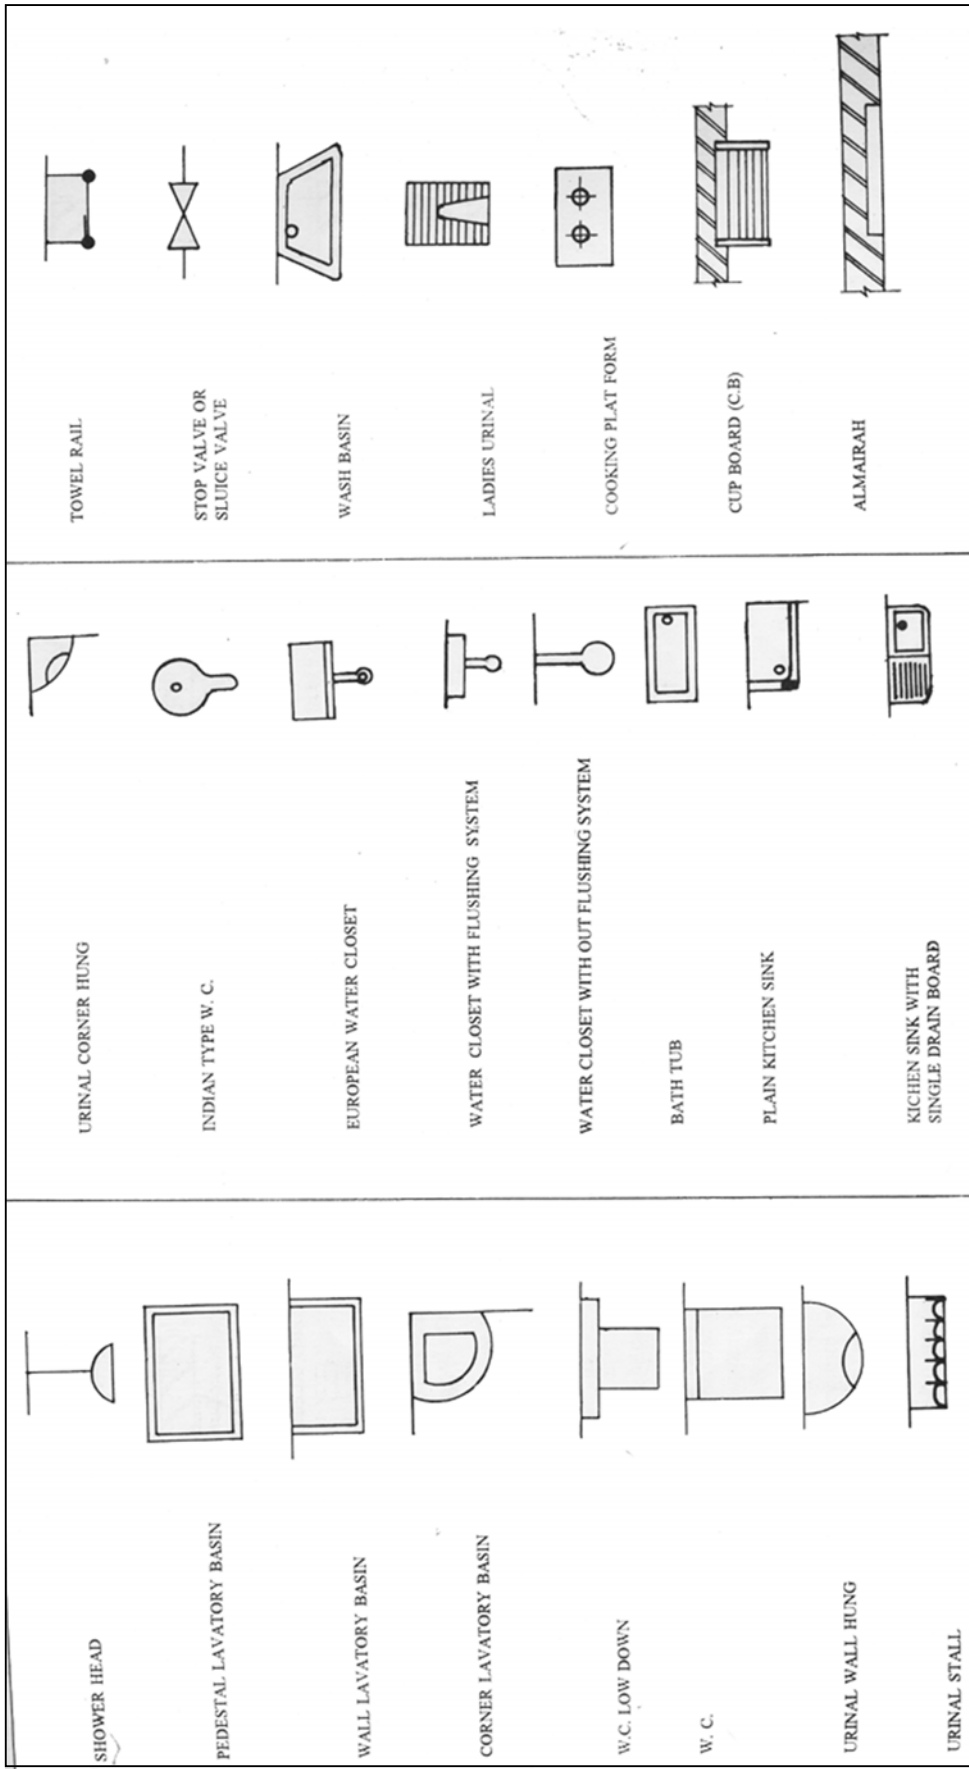 SHOWER HEAD
PEDESTAL LAVATORY BASIN
WALL LAVATORY BASIN
CORNER LAVATORY BASIN
W.C. LOW DOWN
W. C.
URINAL WALL HUNG
URINAL STALL
URINAL CORNER HUNG
INDIAN TYPE W. C.
EUROPEAN WATER CLOSET
WATER CLOSET WITH FLUSHING SYSTEM
WATER CLOSET WITH OUT FLUSHING SYSTEM
BATH TUB
PLAIN KITCHEN SINK
KICHEN SINK WITH
SINGLE DRAIN BOARD
TOWEL RAIL
STOP VALVE OR
SLUICE VALVE
WASH BASIN
LADIES URINAL
COOKING PLAT FORM
CUP BOARD (C.B)
ALMAIRAH